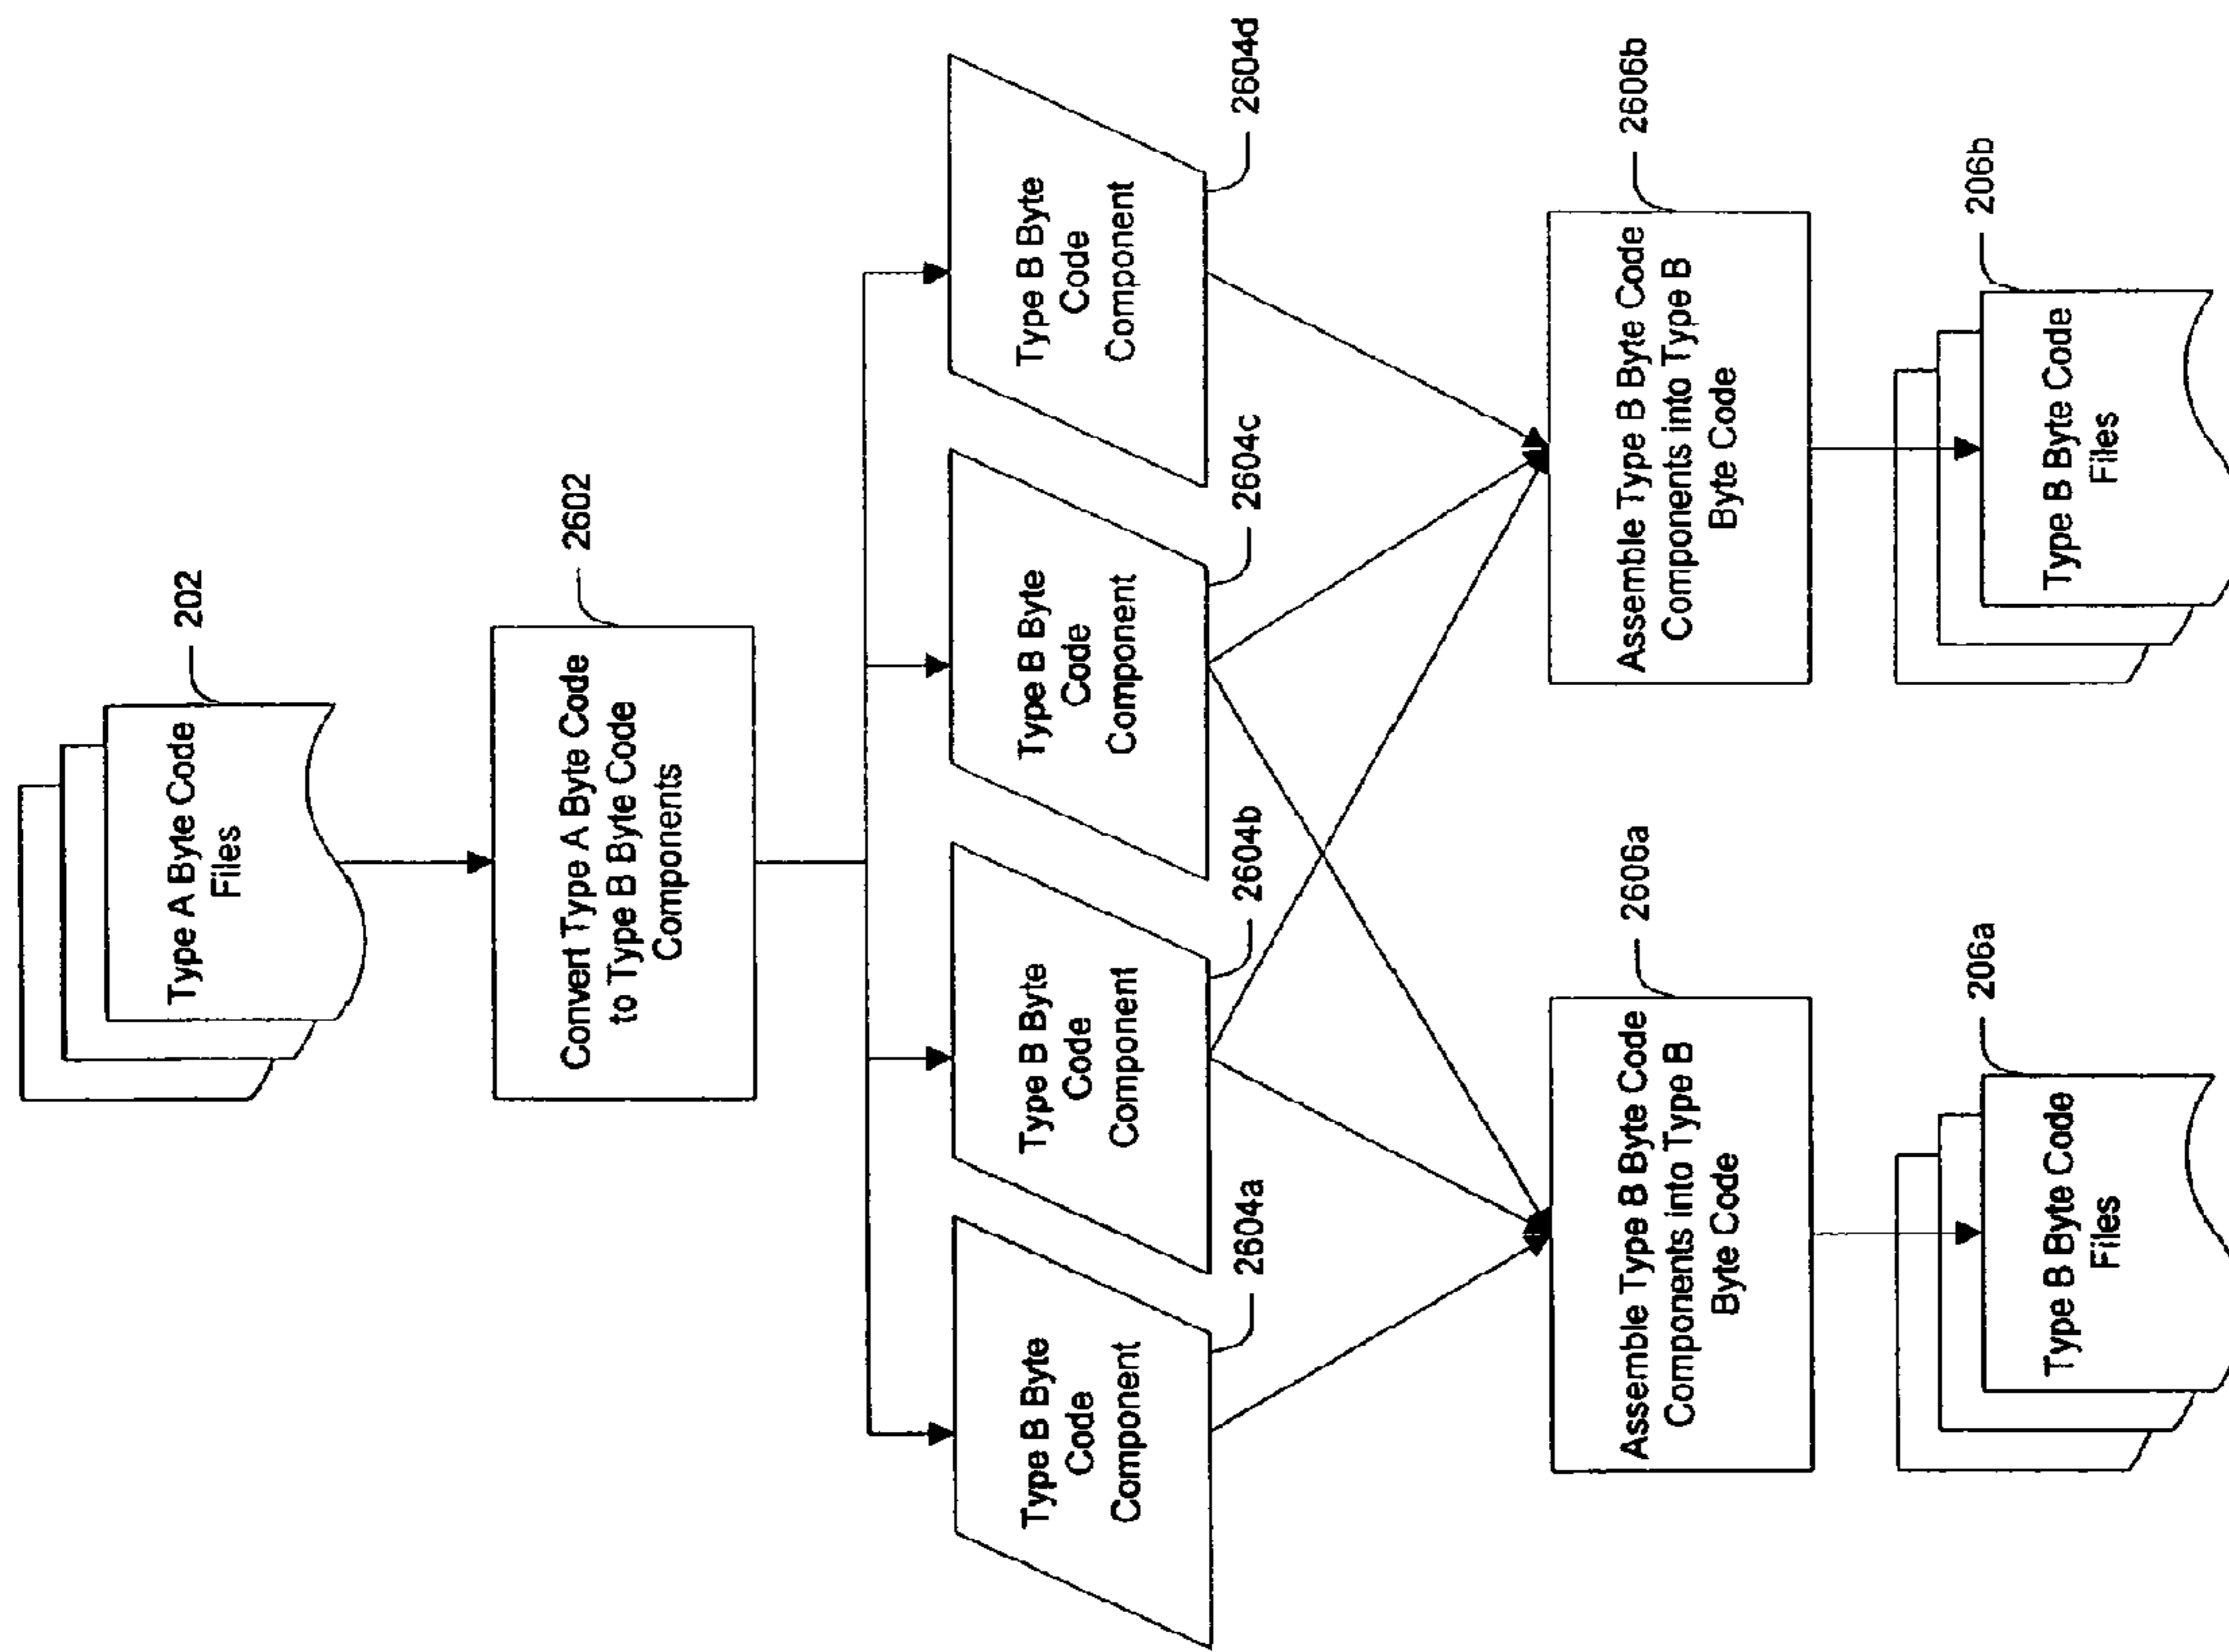 Type A Byte Code
Files
202
Convert Type A Byte Code
to Type B Byte Code
Components
2602
Type B Byte
Code
Component
2604a
Type B Byte
Code
Component
2604b
Type B Byte
Code
Component
2604c
Type B Byte
Code
Component
2604d
Assemble Type B Byte Code
Components into Type B
Byte Code
2606a
Assemble Type B Byte Code
Components into Type B
Byte Code
2606b
Type B Byte Code
Files
206a
Type B Byte Code
Files
206b